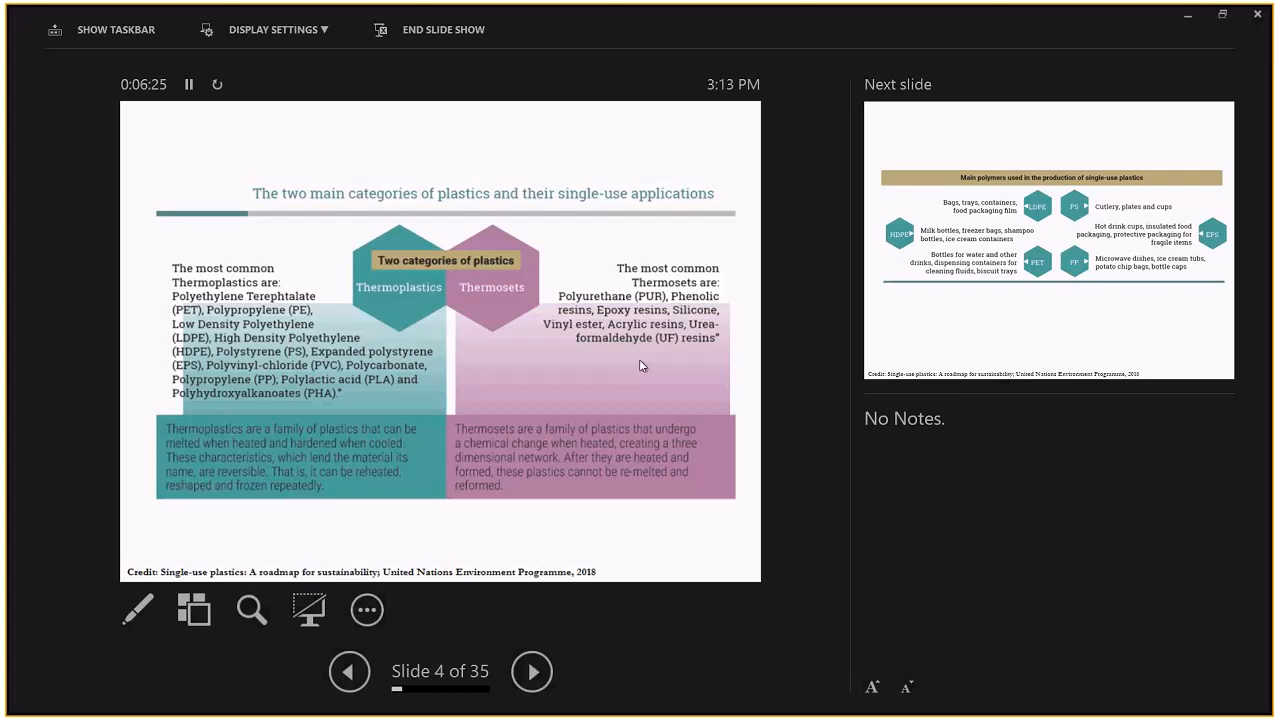 SHOW TASKBAR
DISPLAY SETTINGS ▼
END SLIDE SHOW
0:06:25
3:13 PM
The two main categories of plastics and their single-use applications
Two categories of plastics
Thermoplastics
Thermosets
The most common
Thermoplastics are:
Polyethylene Terephtalate
(PET), Polypropylene (PE),
Low Density Polyethylene
(LDPE), High Density Polyethylene
(HDPE), Polystyrene (PS), Expanded polystyrene
(EPS), Polyvinyl-chloride (PVC), Polycarbonate,
Polypropylene (PP), Polylactic acid (PLA) and
Polyhydroxyalkanoates (PHA).”
The most common
Thermosets are:
Polyurethane (PUR), Phenolic
resins, Epoxy resins, Silicone,
Vinyl ester, Acrylic resins, Urea-
formaldehyde (UF) resins”
Thermoplastics are a family of plastics that can be
melted when heated and hardened when cooled.
These characteristics, which lend the material its
name, are reversible. That is, it can be reheated,
reshaped and frozen repeatedly.
Thermosets are a family of plastics that undergo
a chemical change when heated, creating a three
dimensional network. After they are heated and
formed, these plastics cannot be re-melted and
reformed.
Credit: Single-use plastics: A roadmap for sustainability; United Nations Environment Programme, 2018
Slide 4 of 35
Next slide
Main polymers used in the production of single-use plastics
Bags, trays, containers,
food packaging film
LDPE
PS
Cutlery, plates and cups
HDPE
Milk bottles, freezer bags, shampoo
bottles, ice cream containers
Hot drink cups, insulated food
packaging, protective packaging for
fragile items
EPS
Bottles for water and other
drinks, dispensing containers for
cleaning fluids, biscuit trays
PET
PP
Microwave dishes, ice cream tubs,
potato chip bags, bottle caps
Credit: Single-use plastics: A roadmap for sustainability; United Nations Environment Programme, 2018
No Notes.
A
A